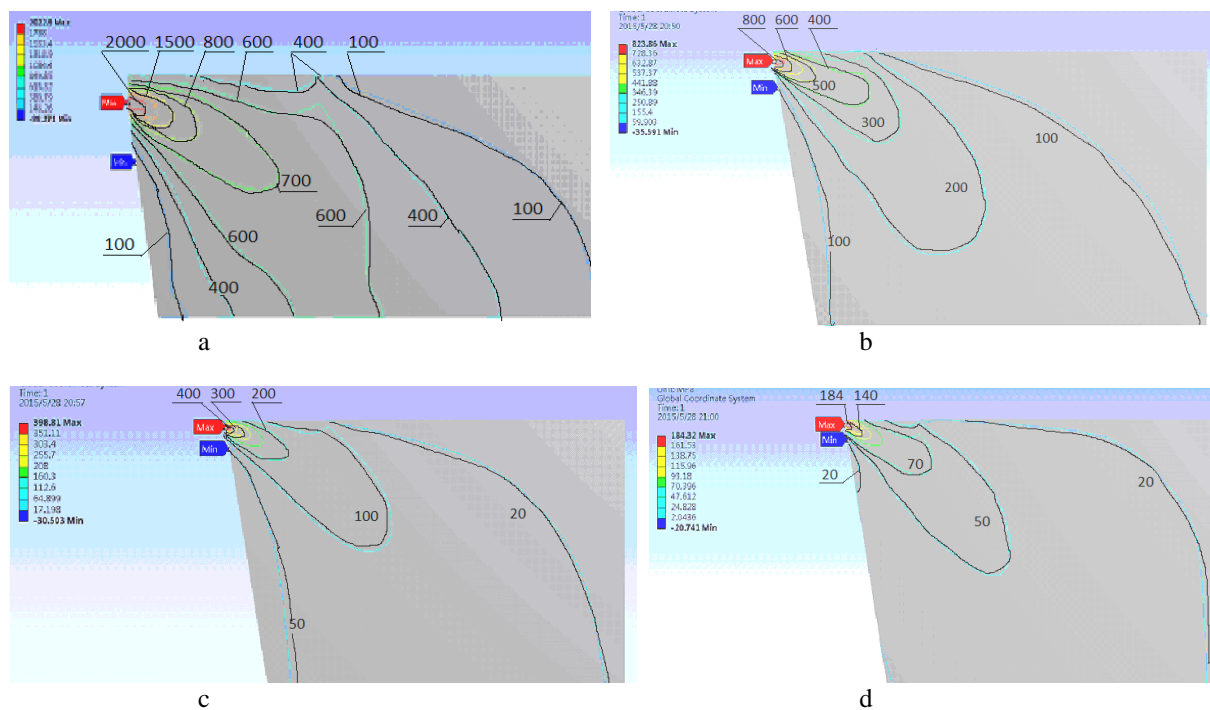 2000 1500 800 600 400 100
Max
700
600
400
100
600
100
400
a
Time: 1
2015/5/28 20:50
800 600 400
823.86 Max
728.36
632.87
537.37
441.88
346.39
250.89
155.4
59.903
-35.591 Min
Max
Min
500
300
100
200
100
b
Time: 1
2015/5/28 20:57
400 300 200
398.81 Max
351.11
303.4
255.7
208
160.3
112.6
64.899
17.198
-30.503 Min
Max
Min
100
20
50
c
Global Coordinate System
Time: 1
2015/5/28 21:00
184 140
184.32 Max
161.53
138.75
115.96
93.18
70.396
47.612
24.828
2.0436
-20.741 Min
Max
Min
70
20
20
50
d